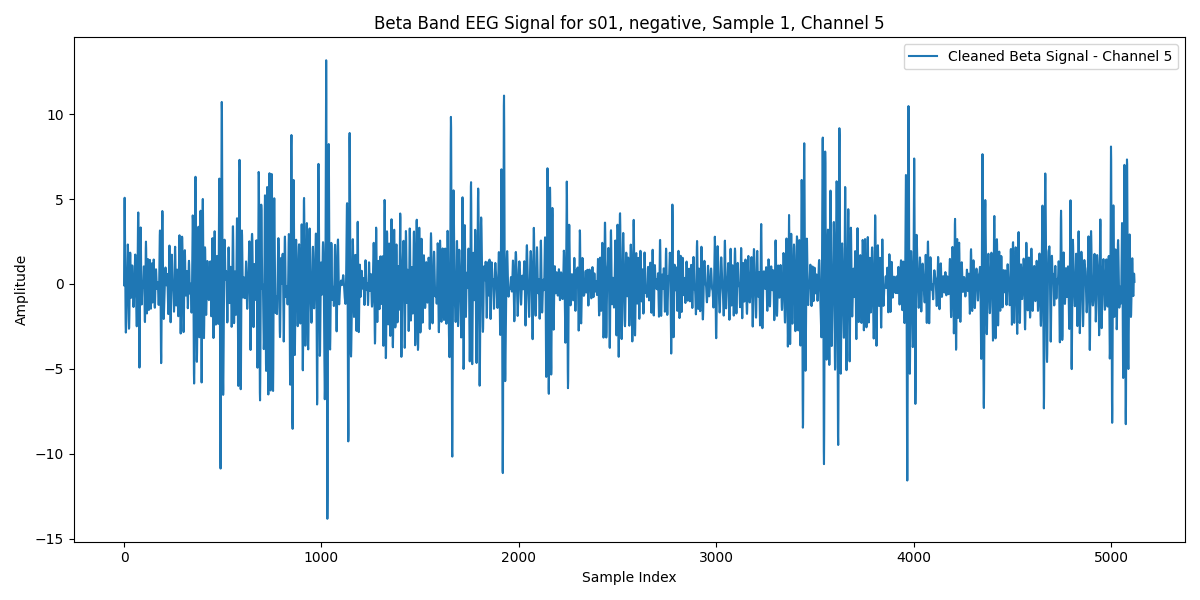 Beta Band EEG Signal for s01, negative, Sample 1, Channel 5
Cleaned Beta Signal - Channel 5
Amplitude
10
5
0
−5
−10
−15
0 1000 2000 3000 4000 5000
Sample Index